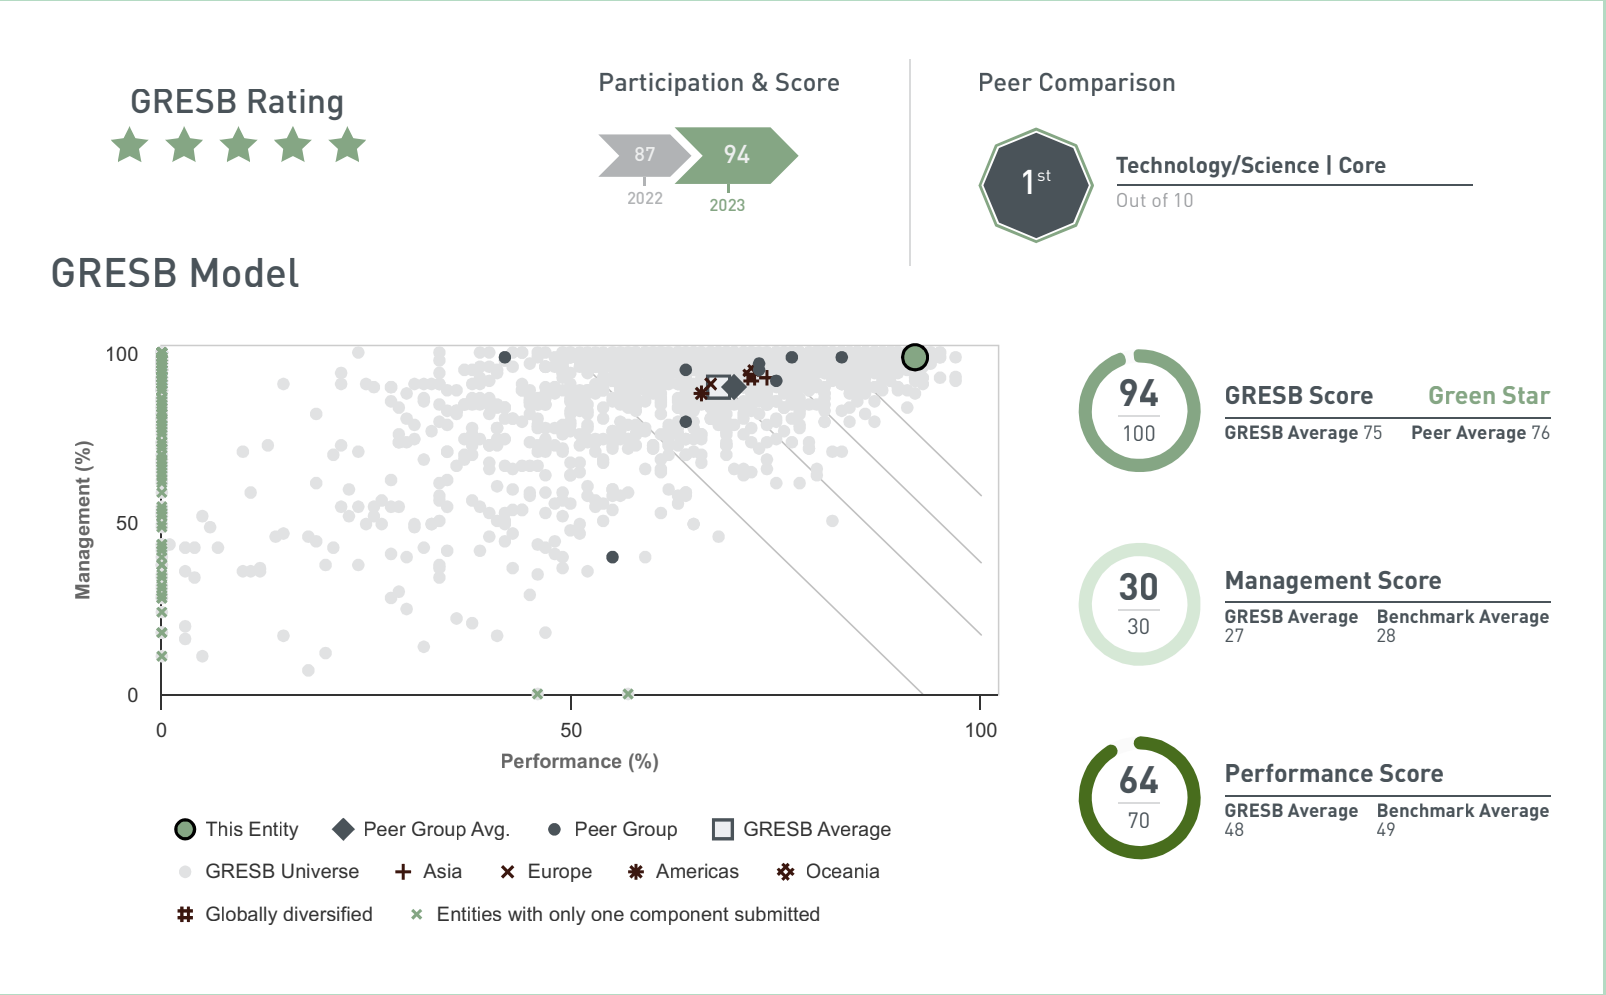 GRESB Rating
Participation & Score
87
94
2022
2023
Peer Comparison
1st
Technology/Science | Core
Out of 10
GRESB Model
100
50
0
Management (%)
0
50
100
Performance (%)
This Entity
Peer Group Avg.
Peer Group
GRESB Average
GRESB Universe
Asia
Europe
Americas
Oceania
Globally diversified
Entities with only one component submitted
94
100
GRESB Score
Green Star
GRESB Average 75
Peer Average 76
30
30
Management Score
GRESB Average
27
Benchmark Average
28
64
70
Performance Score
GRESB Average
48
Benchmark Average
49